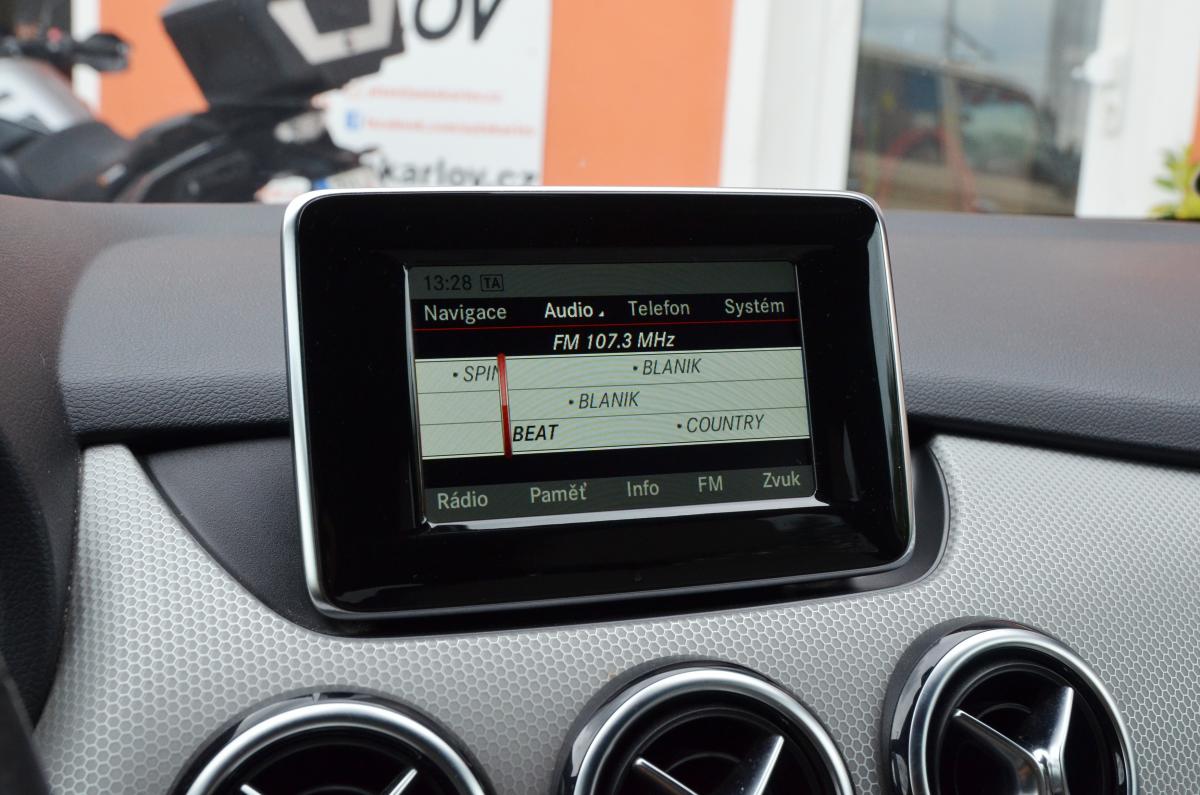 LOV
karlov.cz
13:28 TA
Navigace Audio Telefon Systém
FM 107.3 MHz
• SPIN • BLANIK
• BLANIK
BEAT • COUNTRY
Rádio Paměť Info FM Zvuk